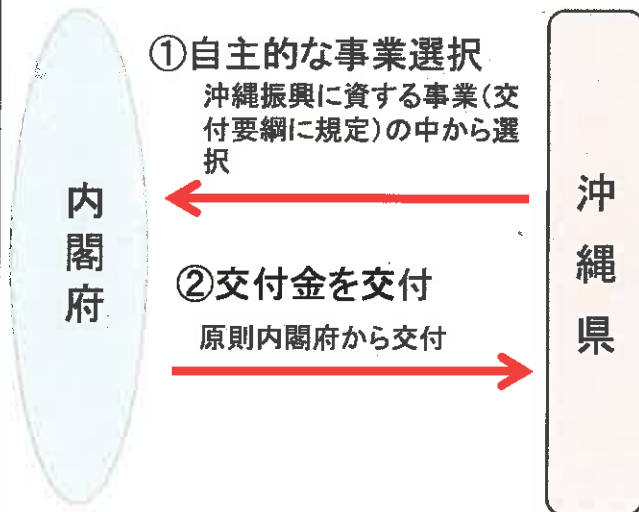 ①自主的な事業選択
沖縄振興に資する事業(交
付要綱に規定)の中から選
択
内閣府
②交付金を交付
原則内閣府から交付
沖縄県